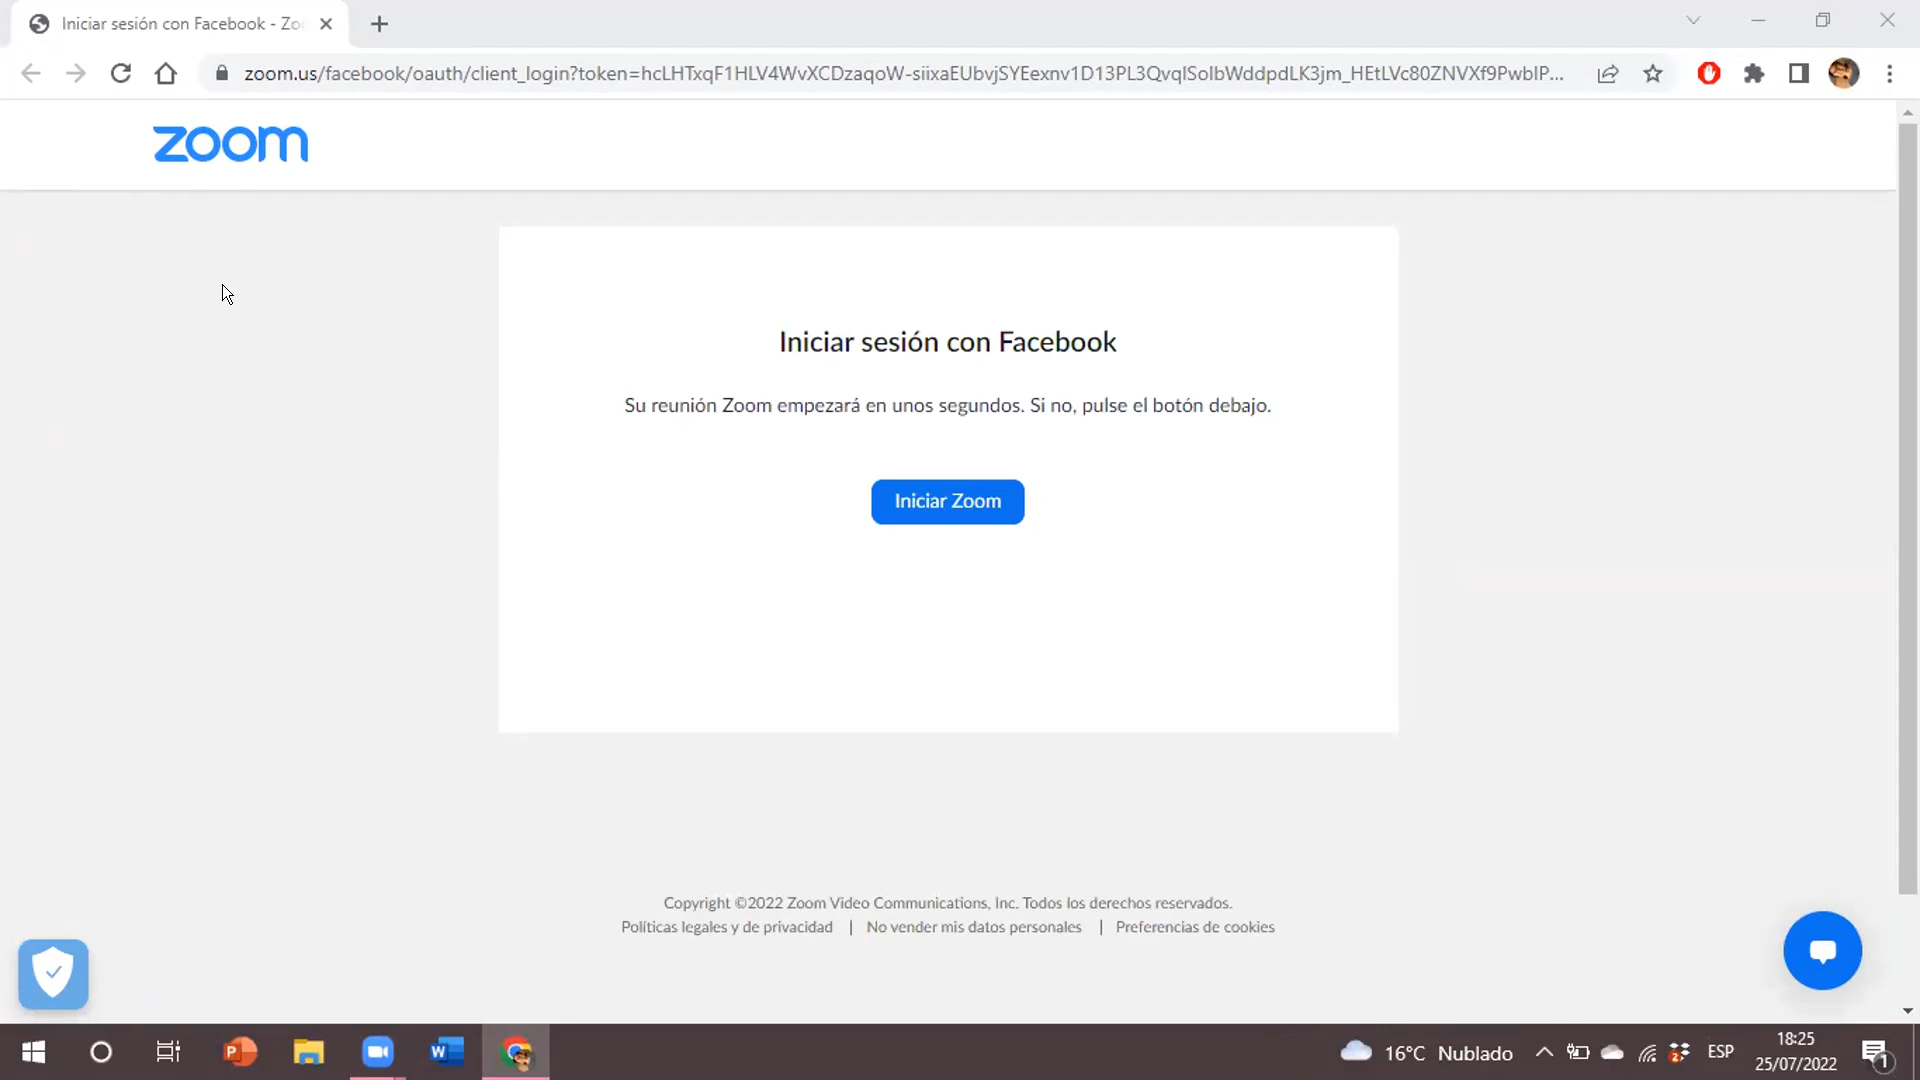 Iniciar sesión con Facebook - Zo
zoom.us/facebook/oauth/client_login?token=hcLHTxqF1HLV4WvXCDzaqoW-siixaEUbvjSYEexnv1D13PL3QvqISolbWddpdLK3jm_HEtLVc80ZNVXf9PwbIP...
zoom
Iniciar sesión con Facebook
Su reunión Zoom empezará en unos segundos. Si no, pulse el botón debajo.
Iniciar Zoom
Copyright ©2022 Zoom Video Communications, Inc. Todos los derechos reservados.
Políticas legales y de privacidad | No vender mis datos personales | Preferencias de cookies
16°C Nublado ESP 18:25
25/07/2022
1